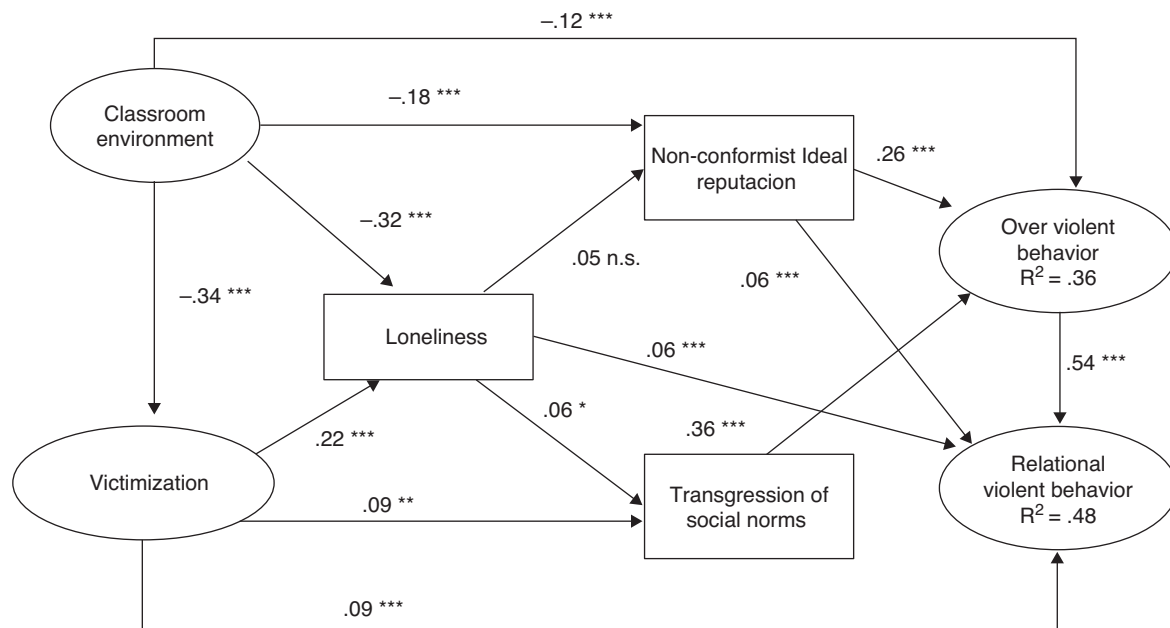 –.12 ***
Classroom
environment
–.18 ***
Non-conformist Ideal
reputacion
.26 ***
–.32 ***
Over violent
behavior
R² = .36
.05 n.s.
.06 ***
–.34 ***
Loneliness
.06 ***
.54 ***
.06 *
.22 ***
.36 ***
Victimization
.09 **
Transgression of
social norms
Relational
violent behavior
R² = .48
.09 ***